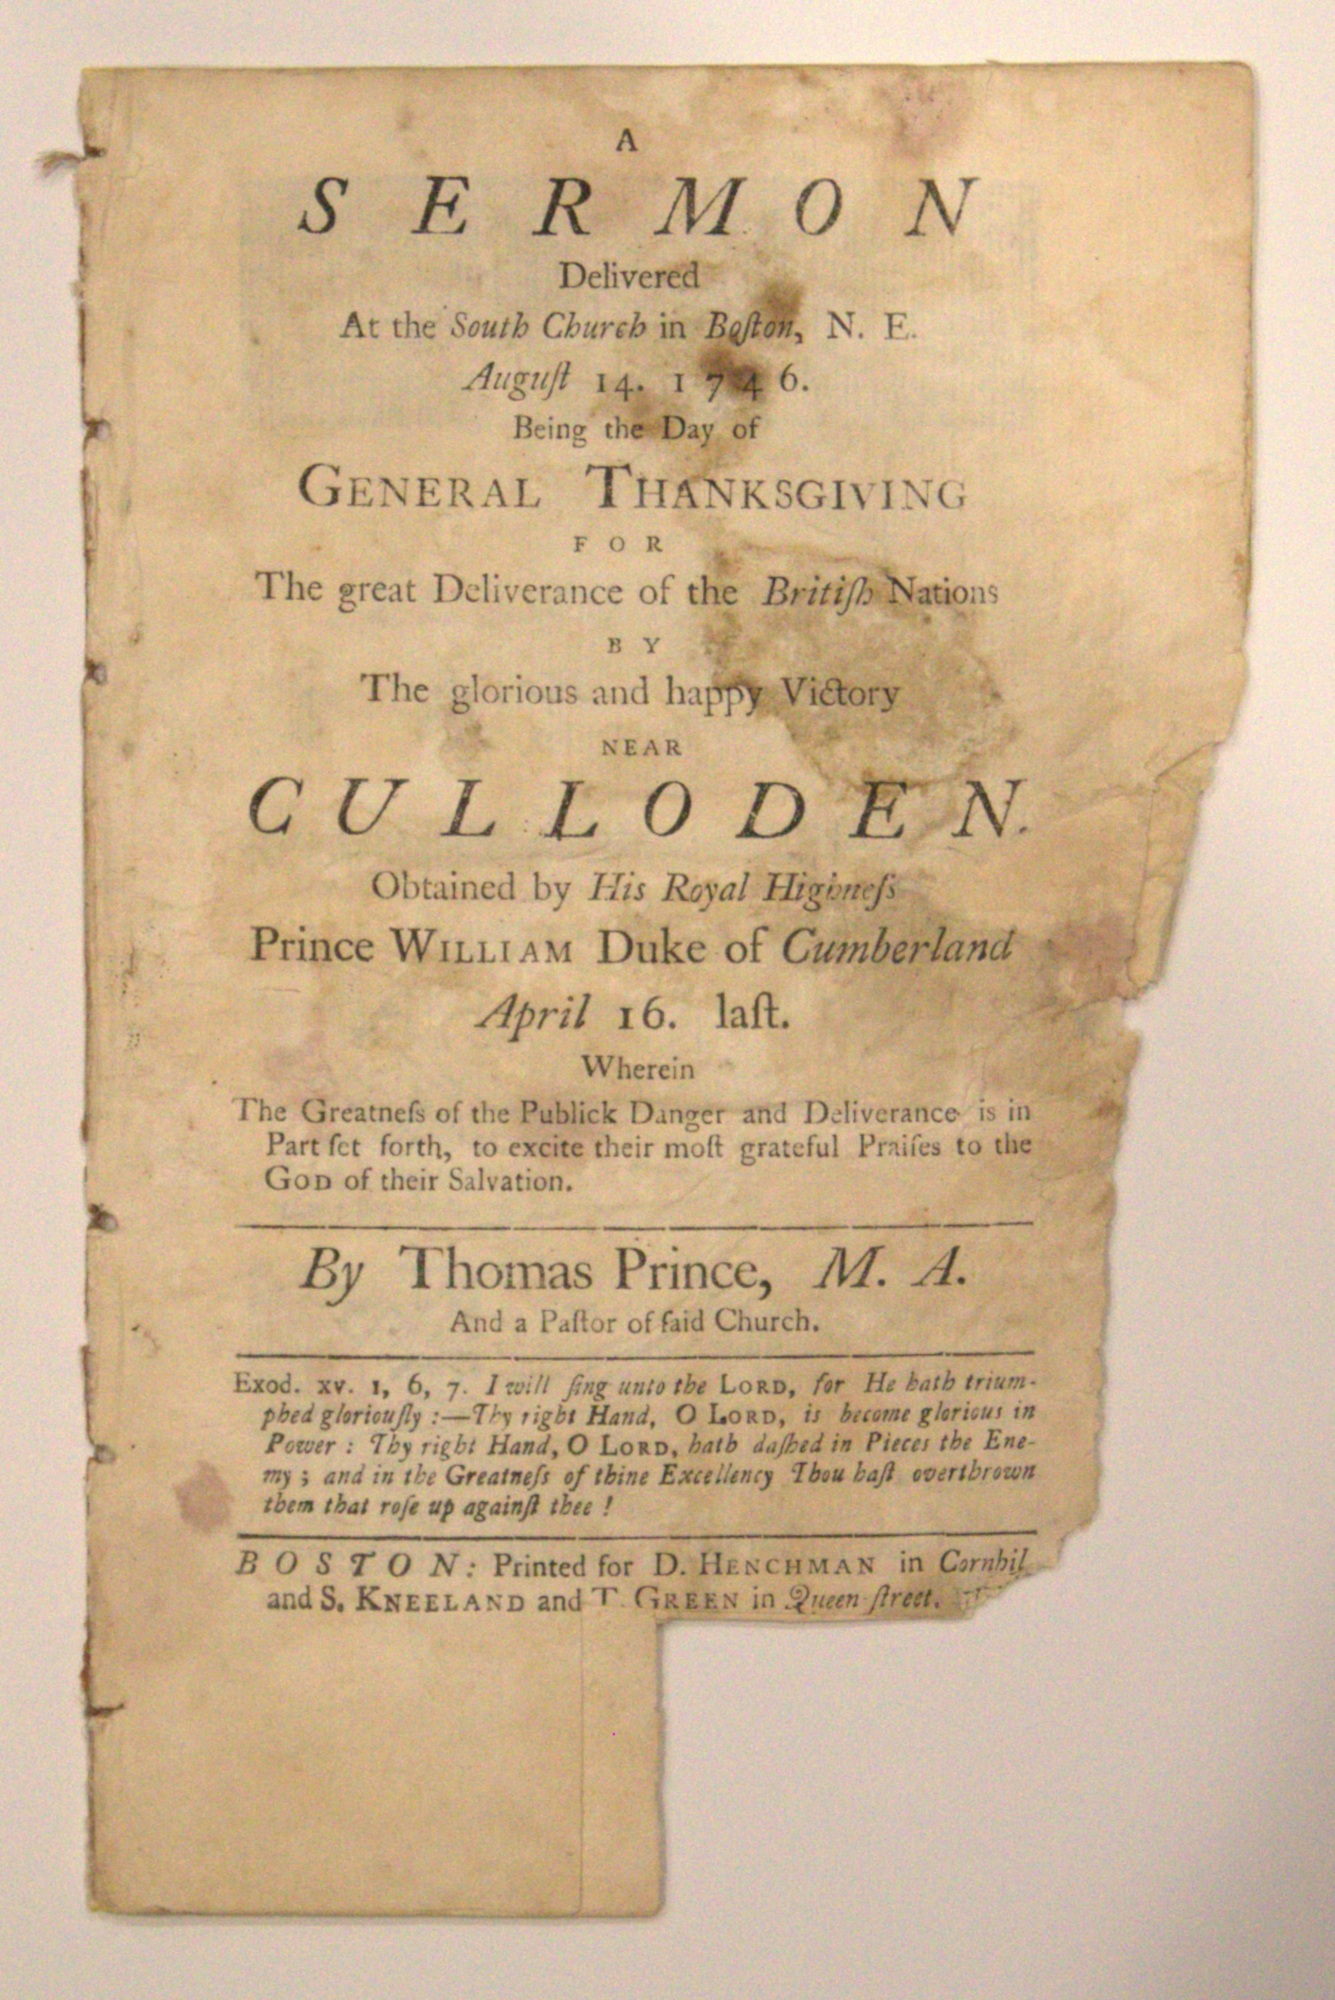 A
SERMON
Delivered
At the South Church in Boſton, N. E.
Auguſt 14. 1746.
Being the Day of
GENERAL THANKSGIVING
FOR
The great Deliverance of the Britiſh Nations
BY
The glorious and happy Victory
NEAR
CULLODEN.
Obtained by His Royal Highneſs
Prince WILLIAM Duke of Cumberland
April 16. laſt.
Wherein
The Greatneſs of the Publick Danger and Deliverance is in
Part ſet forth, to excite their moſt grateful Praiſes to the
GOD of their Salvation.
By Thomas Prince, M. A.
And a Paſtor of ſaid Church.
Exod. xv. 1, 6, 7. I will ſing unto the LORD, for He hath trium-
phed gloriouſly :—Thy right Hand, O LORD, is become glorious in
Power : Thy right Hand, O LORD, hath daſhed in Pieces the Ene-
my ; and in the Greatneſs of thine Excellency Thou haſt overthrown
them that roſe up againſt thee !
BOSTON: Printed for D. HENCHMAN in Cornhil
and S. KNEELAND and T. GREEN in Queen ſtreet.